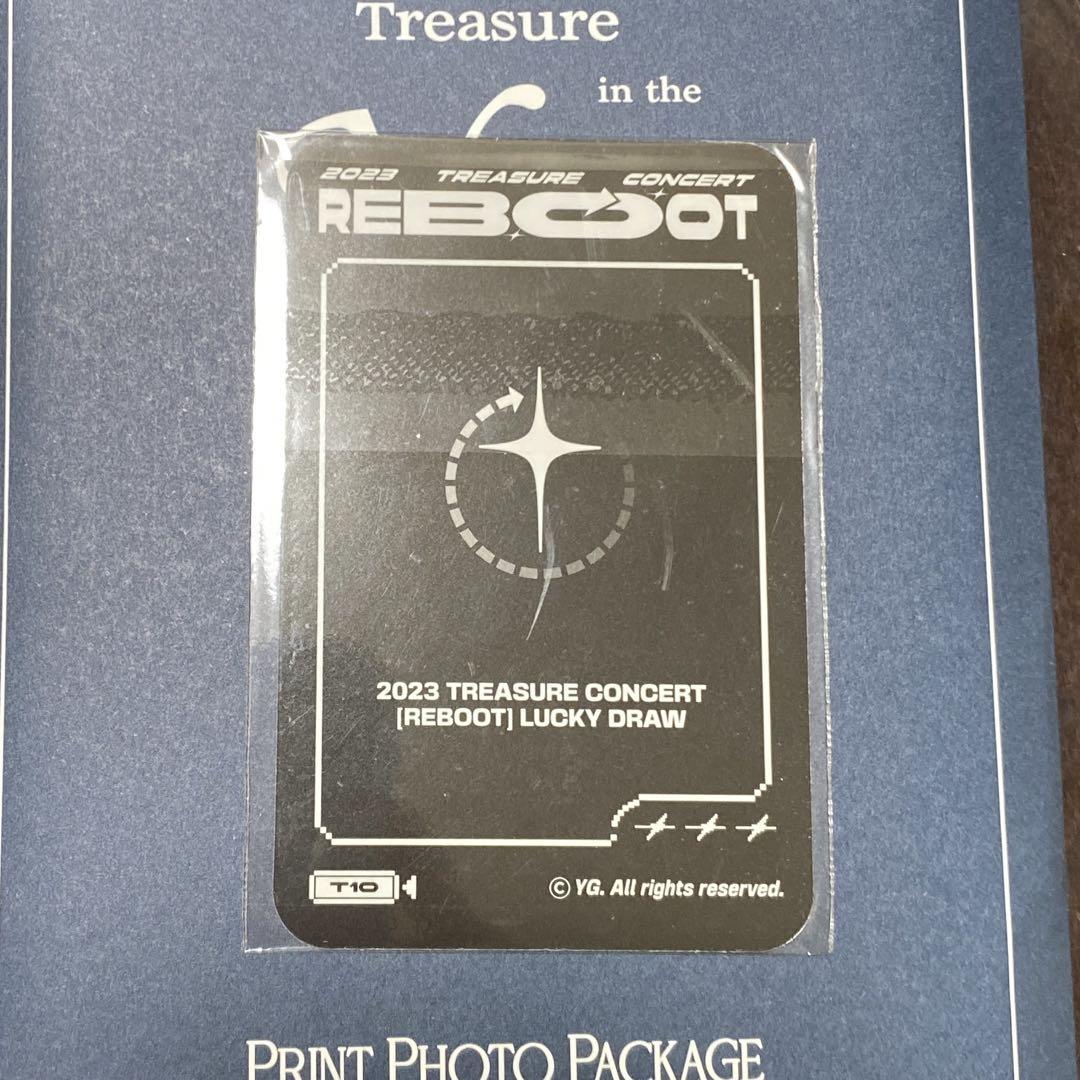 Treasure
in the
2023 TREASURE CONCERT
REBOOT
2023 TREASURE CONCERT
[REBOOT] LUCKY DRAW
T10
© YG. All rights reserved.
PRINT PHOTO PACKAGE